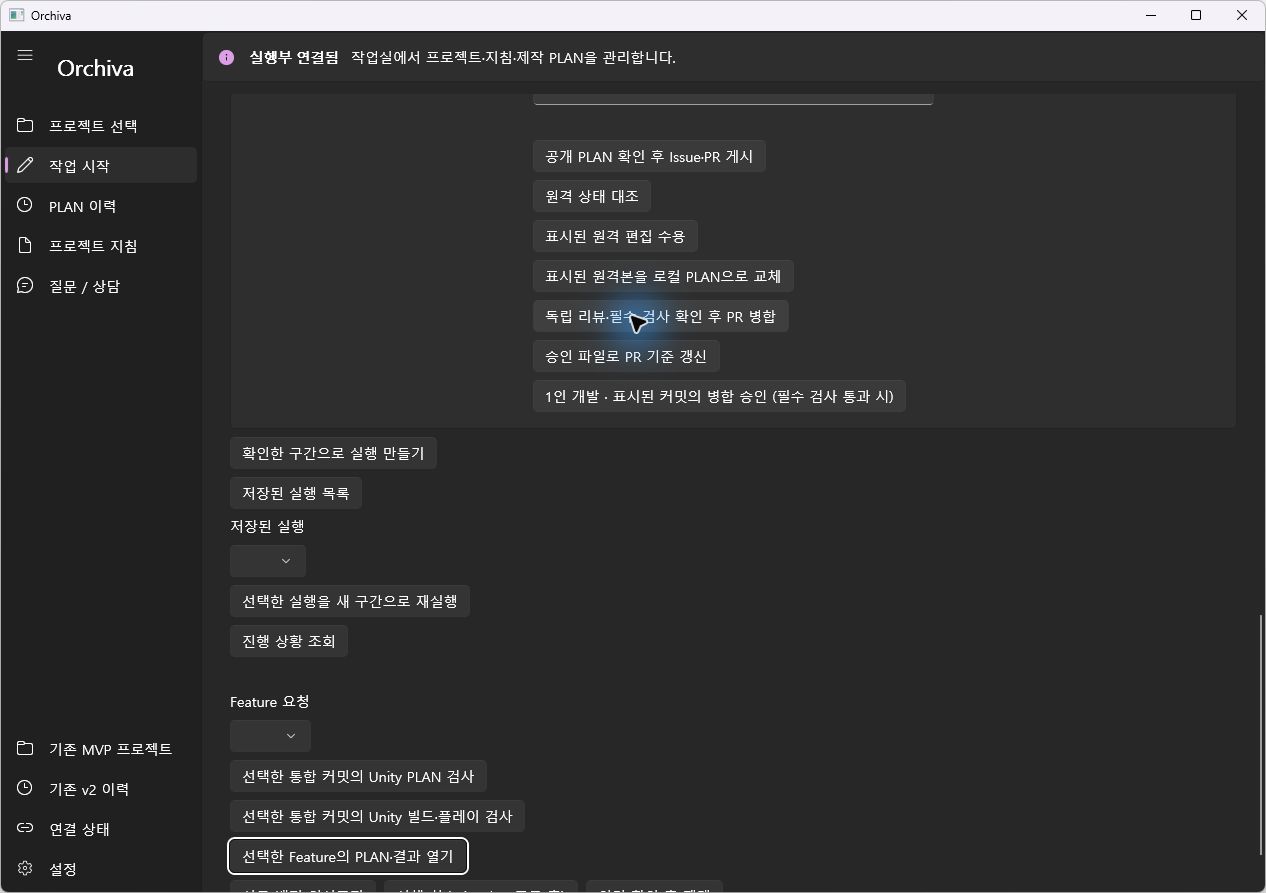 Orchiva
Orchiva
실행부 연결됨 작업실에서 프로젝트·지침·제작 PLAN을 관리합니다.
프로젝트 선택
작업 시작
PLAN 이력
프로젝트 지침
질문 / 상담
기존 MVP 프로젝트
기존 v2 이력
연결 상태
설정
공개 PLAN 확인 후 Issue·PR 게시
원격 상태 대조
표시된 원격 편집 수용
표시된 원격본을 로컬 PLAN으로 교체
독립 리뷰·필수 검사 확인 후 PR 병합
승인 파일로 PR 기준 갱신
1인 개발 · 표시된 커밋의 병합 승인 (필수 검사 통과 시)
확인한 구간으로 실행 만들기
저장된 실행 목록
저장된 실행
선택한 실행을 새 구간으로 재실행
진행 상황 조회
Feature 요청
선택한 통합 커밋의 Unity PLAN 검사
선택한 통합 커밋의 Unity 빌드·플레이 검사
선택한 Feature의 PLAN·결과 열기